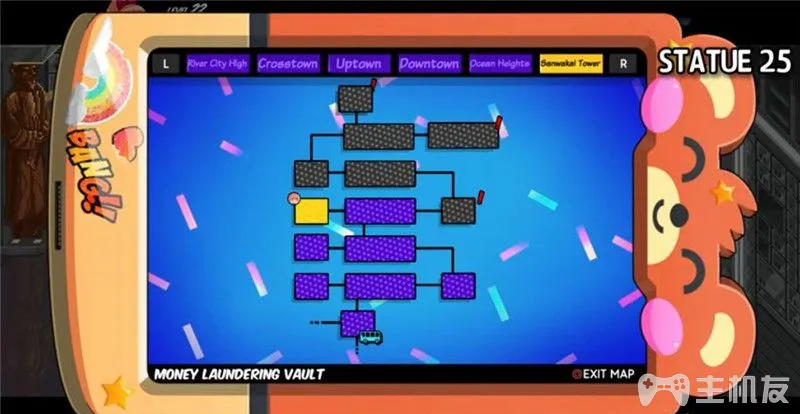 LEVEL 22
L River City High Crosstown Uptown Downtown Ocean Heights Sanwakai Tower R
STATUE 25
BANG!!
MONEY LAUNDERING VAULT
EXIT MAP
主机友